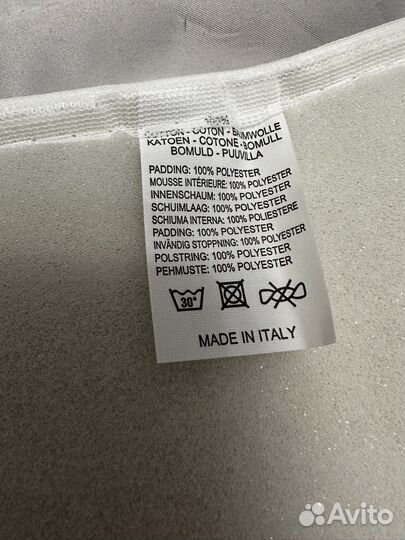 100%
COTTON - COTON - BAUMWOLLE
KATOEN - COTONE - BOMULL
BOMULD - PUUVILLA
PADDING: 100% POLYESTER
MOUSSE INTÉRIEURE: 100% POLYESTER
INNENSCHAUM: 100% POLYESTER
SCHUIMLAAG: 100% POLYESTER
SCHIUMA INTERNA: 100% POLIESTERE
PADDING: 100% POLYESTER
INVÄNDIG STOPPNING: 100% POLYESTER
POLSTRING: 100% POLYESTER
PEHMUSTE: 100% POLYESTER
30°
MADE IN ITALY
Avito